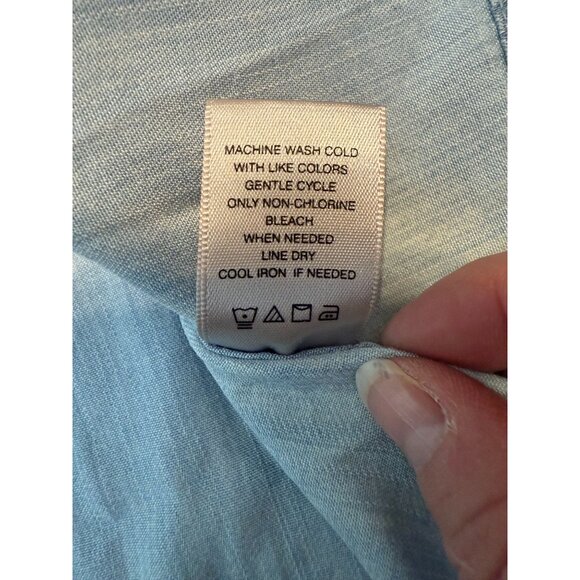 MACHINE WASH COLD
WITH LIKE COLORS
GENTLE CYCLE
ONLY NON-CHLORINE
BLEACH
WHEN NEEDED
LINE DRY
COOL IRON IF NEEDED